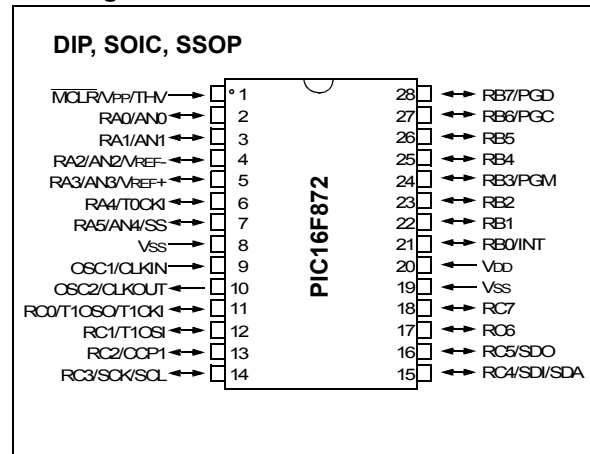 DIP, SOIC, SSOP
MCLR/VPP/THV 1 28 RB7/PGD
RA0/AN0 2 27 RB6/PGC
RA1/AN1 3 26 RB5
RA2/AN2/VREF- 4 25 RB4
RA3/AN3/VREF+ 5 24 RB3/PGM
RA4/T0CKI 6 23 RB2
RA5/AN4/SS 7 22 RB1
VSS 8 21 RB0/INT
OSC1/CLKIN 9 20 VDD
OSC2/CLKOUT 10 19 VSS
RC0/T1OSO/T1CKI 11 18 RC7
RC1/T1OSI 12 17 RC6
RC2/CCP1 13 16 RC5/SDO
RC3/SCK/SCL 14 15 RC4/SDI/SDA
PIC16F872